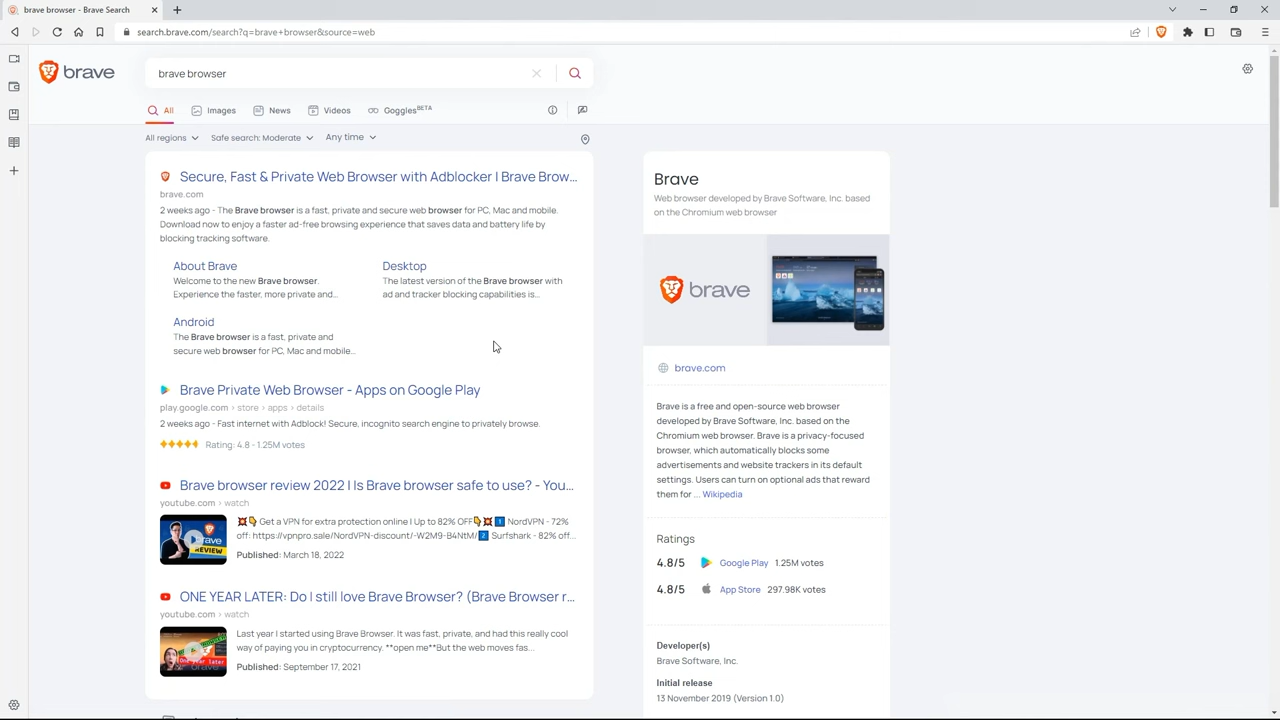 brave browser - Brave Search
search.brave.com/search?q=brave+browser&source=web
brave
brave browser
All
Images
News
Videos
Goggles BETA
All regions
Safe search: Moderate
Any time
Secure, Fast & Private Web Browser with Adblocker | Brave Brow...
brave.com
2 weeks ago - The Brave browser is a fast, private and secure web browser for PC, Mac and mobile.
Download now to enjoy a faster ad-free browsing experience that saves data and battery life by
blocking tracking software.
About Brave
Welcome to the new Brave browser.
Experience the faster, more private and...
Desktop
The latest version of the Brave browser with
ad and tracker blocking capabilities is...
Android
The Brave browser is a fast, private and
secure web browser for PC, Mac and mobile...
Brave Private Web Browser - Apps on Google Play
play.google.com › store › apps › details
2 weeks ago - Fast internet with Adblock! Secure, incognito search engine to privately browse.
Rating: 4.8 - 1.25M votes
Brave browser review 2022 | Is Brave browser safe to use? - You...
youtube.com › watch
REVIEW
💥👇 Get a VPN for extra protection online | Up to 82% OFF👇💥 1️ NordVPN - 72%
off: https://vpnpro.sale/NordVPN-discount/-W2M9-B4NtM/ 2️ Surfshark - 82% off...
Published: March 18, 2022
ONE YEAR LATER: Do I still love Brave Browser? (Brave Browser r...
youtube.com › watch
Last year I started using Brave Browser. It was fast, private, and had this really cool
way of paying you in cryptocurrency. **open me**But the web moves fas...
Published: September 17, 2021
Brave
Web browser developed by Brave Software, Inc. based
on the Chromium web browser
brave
brave.com
Brave is a free and open-source web browser
developed by Brave Software, Inc. based on the
Chromium web browser. Brave is a privacy-focused
browser, which automatically blocks some
advertisements and website trackers in its default
settings. Users can turn on optional ads that reward
them for ... Wikipedia
Ratings
4.8/5 Google Play 1.25M votes
4.8/5 App Store 297.98K votes
Developer(s)
Brave Software, Inc.
Initial release
13 November 2019 (Version 1.0)